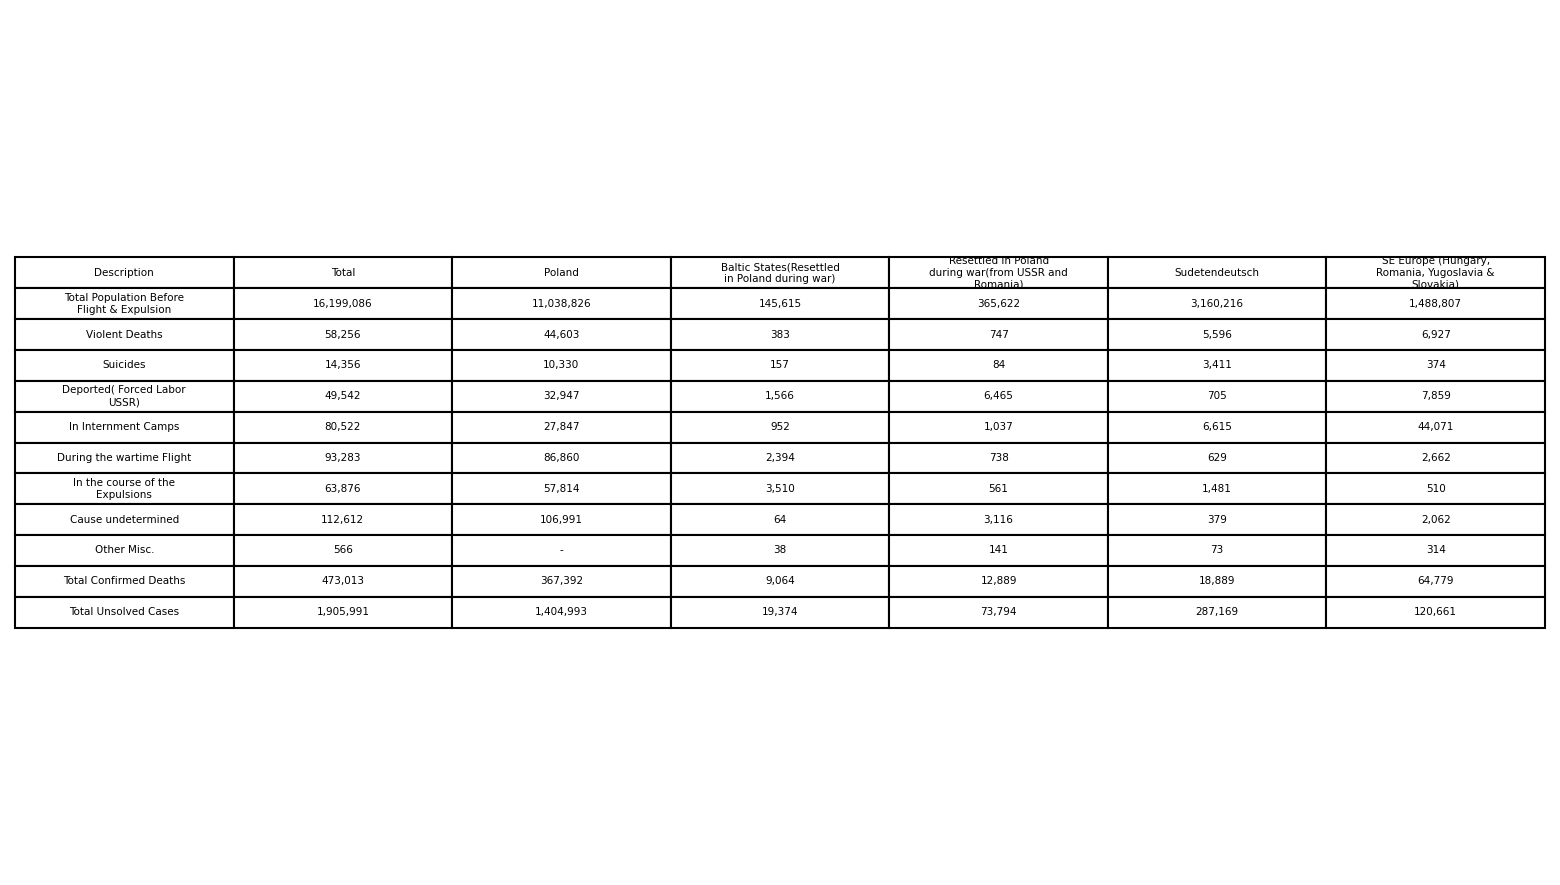 Description Total Poland Baltic States(Resettled in Poland during war) Resettled in Poland during war(from USSR and Romania) Sudetendeutsch SE Europe (Hungary, Romania, Yugoslavia & Slovakia)
Total Population Before Flight & Expulsion 16,199,086 11,038,826 145,615 365,622 3,160,216 1,488,807
Violent Deaths 58,256 44,603 383 747 5,596 6,927
Suicides 14,356 10,330 157 84 3,411 374
Deported( Forced Labor USSR) 49,542 32,947 1,566 6,465 705 7,859
In Internment Camps 80,522 27,847 952 1,037 6,615 44,071
During the wartime Flight 93,283 86,860 2,394 738 629 2,662
In the course of the Expulsions 63,876 57,814 3,510 561 1,481 510
Cause undetermined 112,612 106,991 64 3,116 379 2,062
Other Misc. 566 - 38 141 73 314
Total Confirmed Deaths 473,013 367,392 9,064 12,889 18,889 64,779
Total Unsolved Cases 1,905,991 1,404,993 19,374 73,794 287,169 120,661